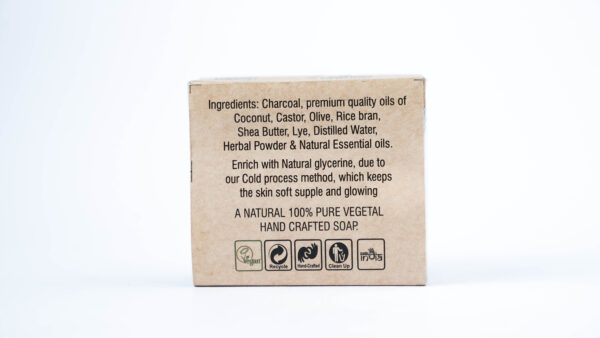 Ingredients: Charcoal, premium quality oils of
Coconut, Castor, Olive, Rice bran,
Shea Butter, Lye, Distilled Water,
Herbal Powder & Natural Essential oils.
Enrich with Natural glycerine, due to
our Cold process method, which keeps
the skin soft supple and glowing
A NATURAL 100% PURE VEGETAL
HAND CRAFTED SOAP.
Vegan Recycle Hand-Crafted Clean Up